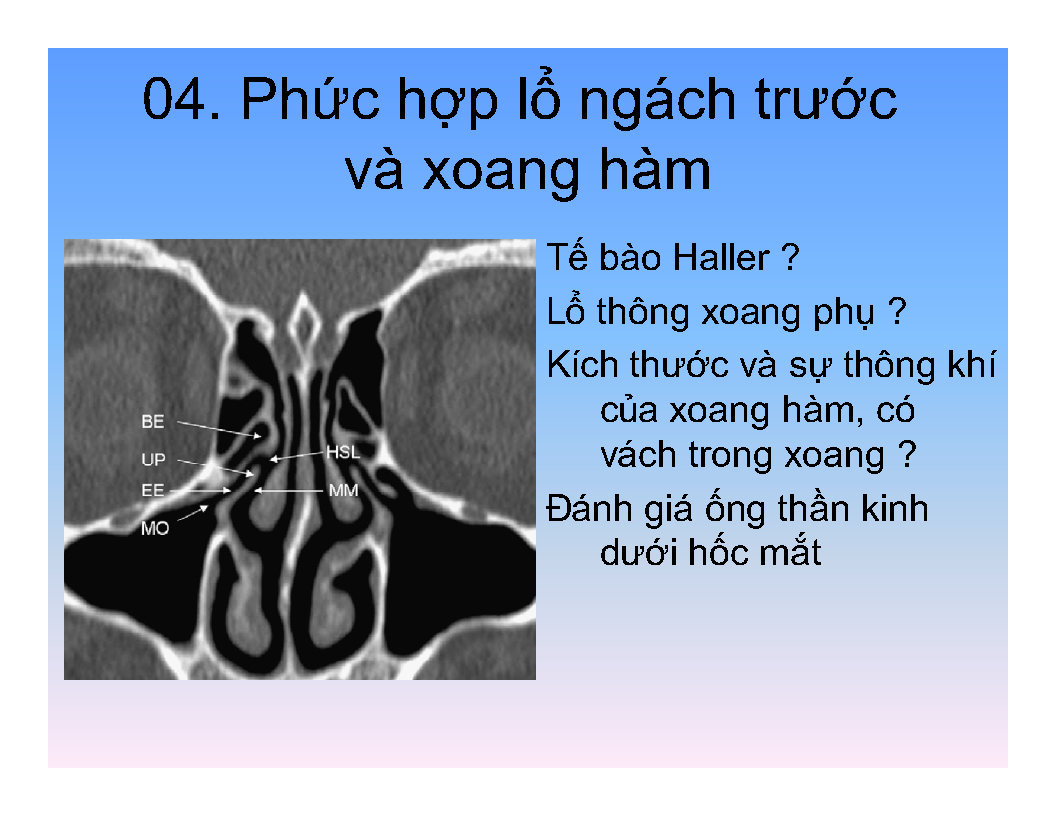 04. Phức hợp lổ ngách trước
và xoang hàm
Tế bào Haller ?
Lổ thông xoang phụ ?
Kích thước và sự thông khí
của xoang hàm, có
vách trong xoang ?
Đánh giá ống thần kinh
dưới hốc mắt
BE
UP
HSL
EE
MM
MO